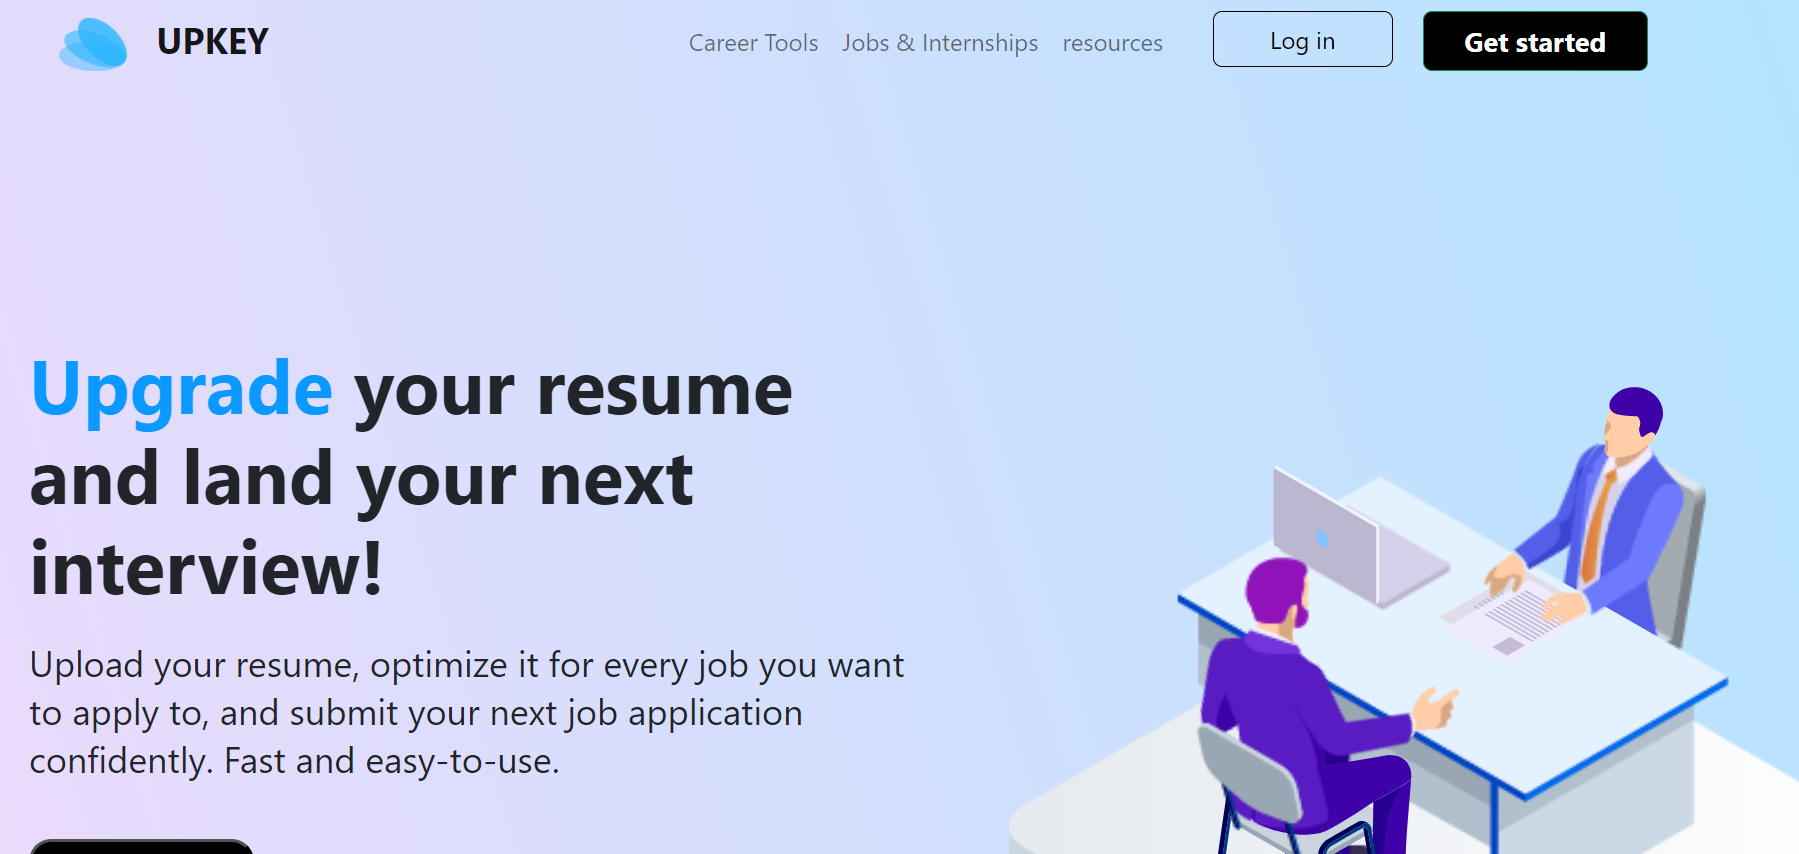 UPKEY
Career Tools
Jobs & Internships
resources
Log in
Get started
Upgrade your resume
and land your next
interview!
Upload your resume, optimize it for every job you want
to apply to, and submit your next job application
confidently. Fast and easy-to-use.